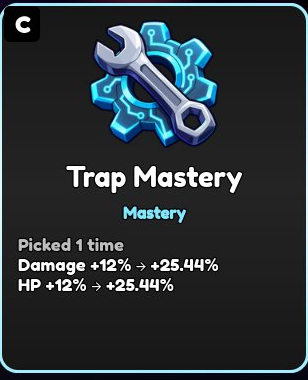 C
Trap Mastery
Mastery
Picked 1 time
Damage +12% → +25.44%
HP +12% → +25.44%